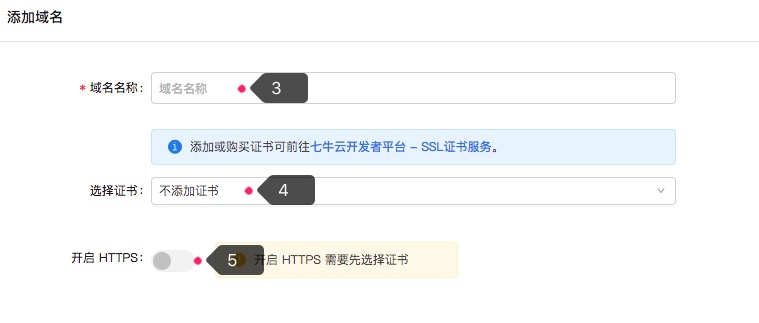 添加域名
* 域名名称: 域名名称 3
添加或购买证书可前往七牛云开发者平台 – SSL证书服务。
选择证书: 不添加证书 4
开启 HTTPS: 5 开启 HTTPS 需要先选择证书